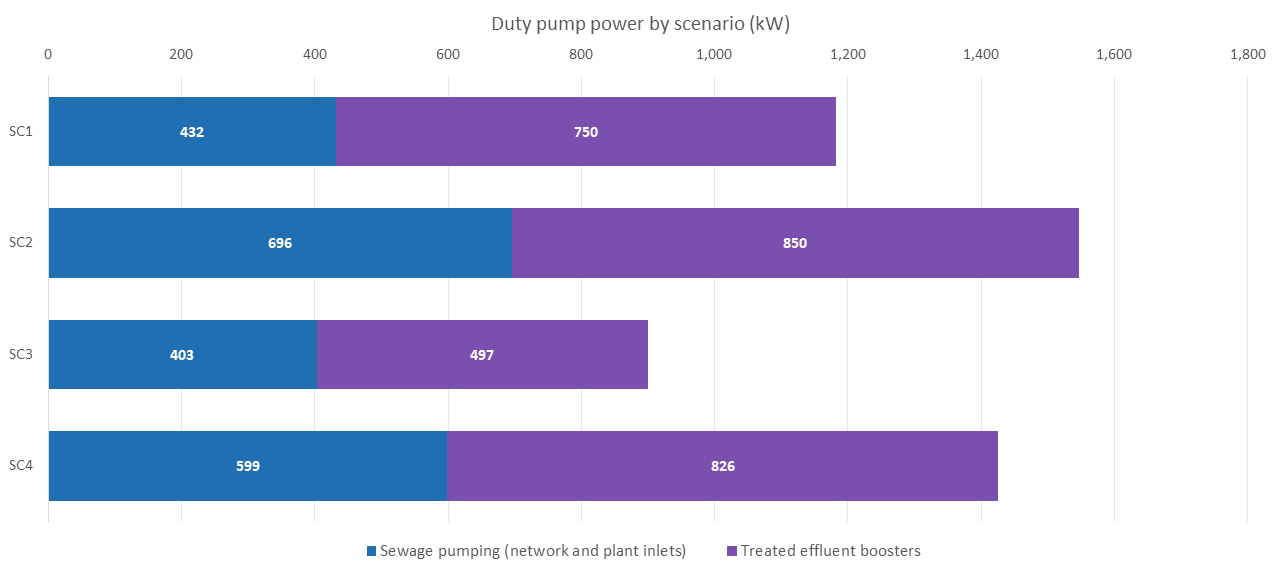 Duty pump power by scenario (kW)
0 200 400 600 800 1,000 1,200 1,400 1,600 1,800
SC1 432 750
SC2 696 850
SC3 403 497
SC4 599 826
Sewage pumping (network and plant inlets) Treated effluent boosters